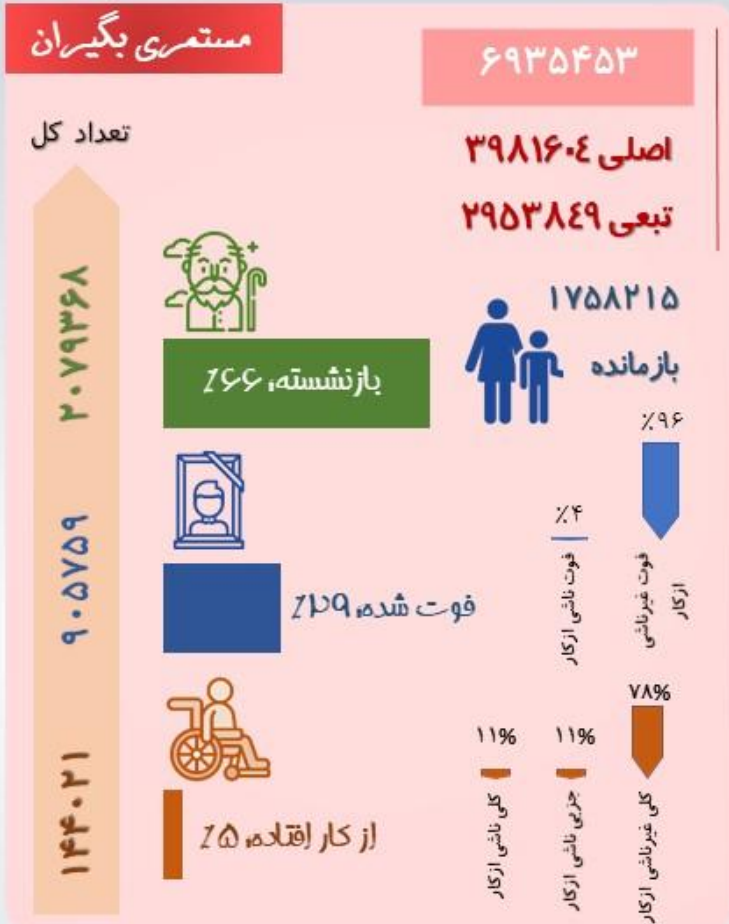 مستمری بگیران
۶۹۳۵۴۵۳
اصلی ۳۹۸۱۶۰٤
تبعی ۲۹۵۳۸٤۹
تعداد کل
۲۰۷۹۳۶۸
بازنشسته، ۶۶٪
۱۷۵۸۲۱۵
بازمانده
٪۹۶
فوت غیرناشی
ازکار
٪۴
فوت ناشی ازکار
۹۰۵۷۵۹
فوت شده، ۲۹٪
۷۸%
کلی غیرناشی ازکار
۱۱%
جزیی ناشی ازکار
۱۱%
کلی ناشی ازکار
۱۴۴۰۲۱
از کار افتاده، ۵٪